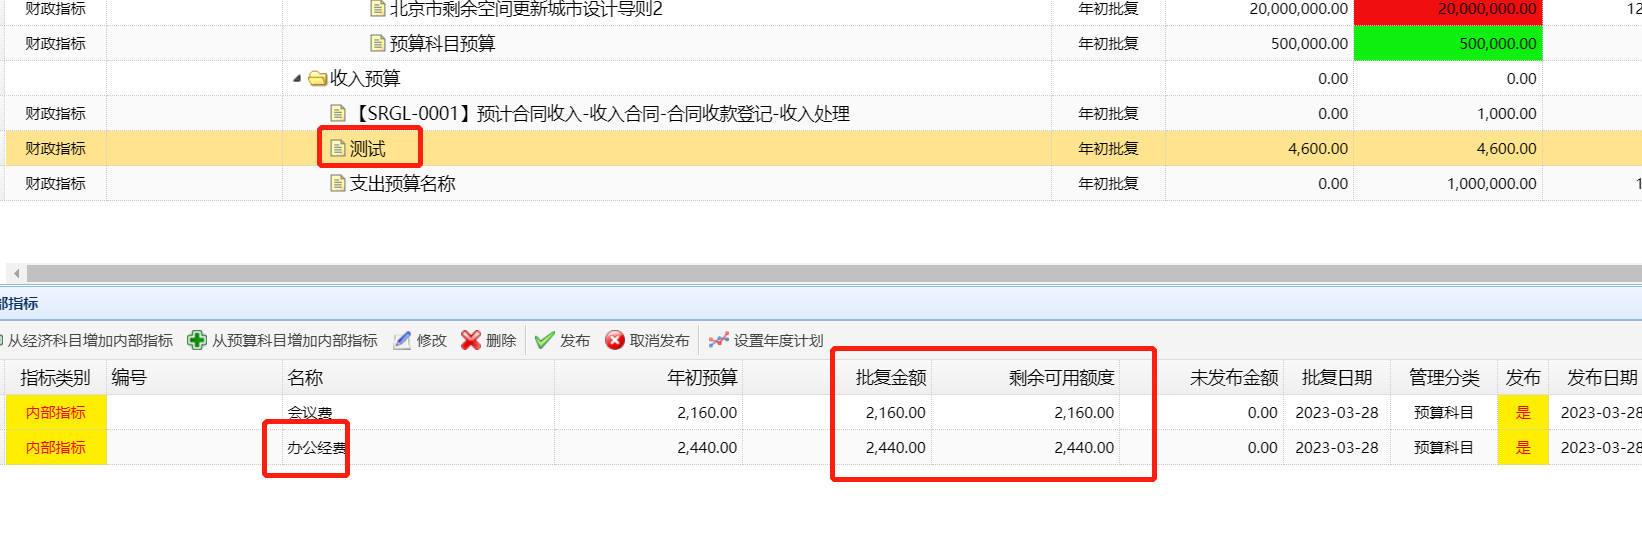 财政指标 北京市剩余空间更新城市设计导则2 年初批复 20,000,000.00 20,000,000.00
财政指标 预算科目预算 年初批复 500,000.00 500,000.00
收入预算 0.00 0.00
财政指标 【SRGL-0001】预计合同收入-收入合同-合同收款登记-收入处理 年初批复 0.00 1,000.00
财政指标 测试 年初批复 4,600.00 4,600.00
财政指标 支出预算名称 年初批复 0.00 1,000,000.00
部指标
从经济科目增加内部指标 从预算科目增加内部指标 修改 删除 发布 取消发布 设置年度计划
指标类别 编号 名称 年初预算 批复金额 剩余可用额度 未发布金额 批复日期 管理分类 发布 发布日期
内部指标 会议费 2,160.00 2,160.00 2,160.00 0.00 2023-03-28 预算科目 是 2023-03-28
内部指标 办公经费 2,440.00 2,440.00 2,440.00 0.00 2023-03-28 预算科目 是 2023-03-28